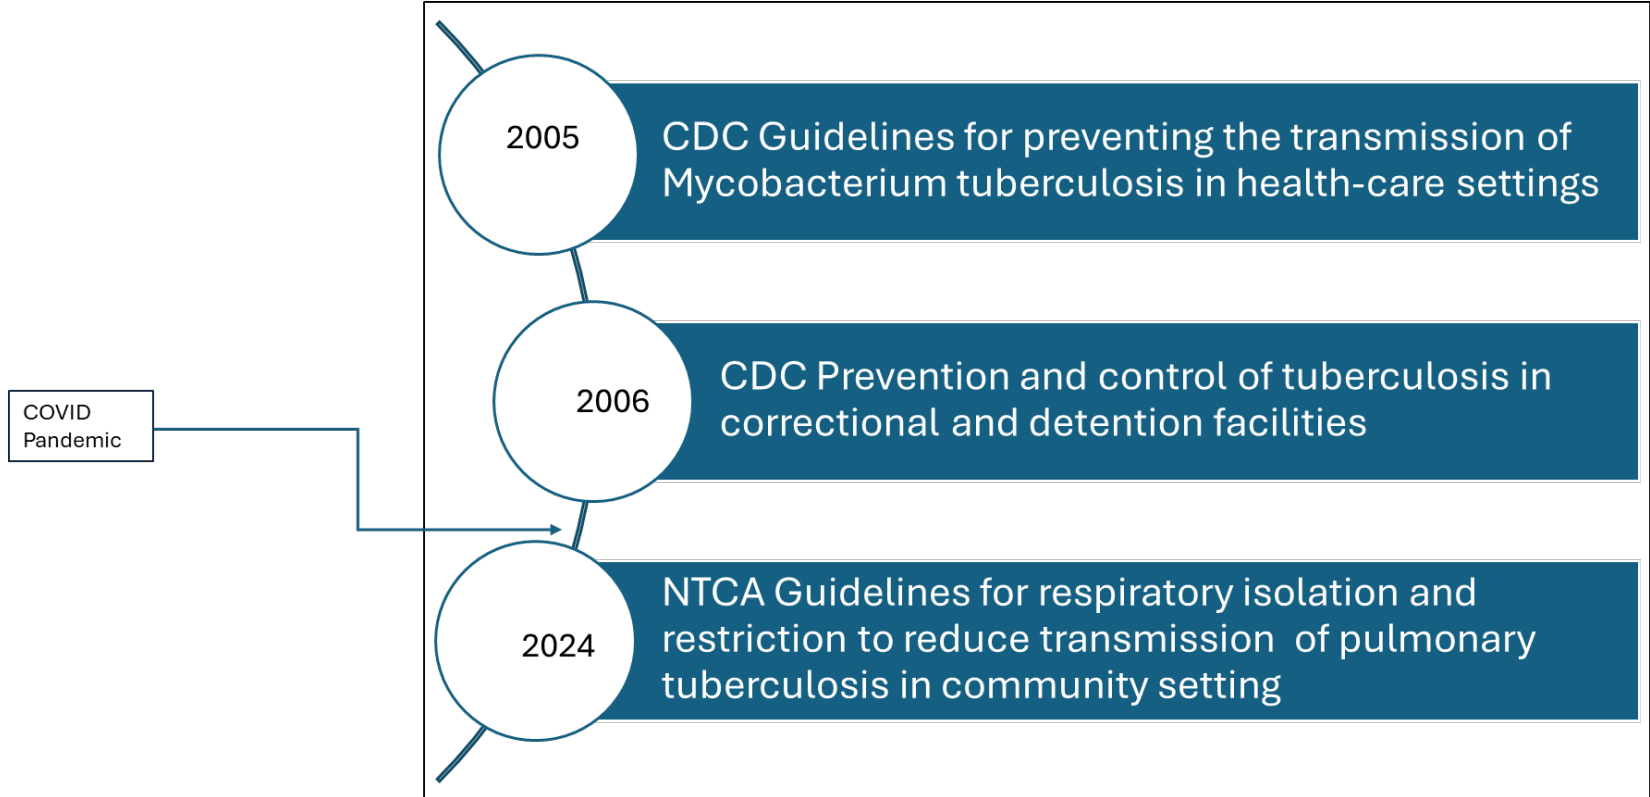 2005
CDC Guidelines for preventing the transmission of
Mycobacterium tuberculosis in health-care settings
2006
CDC Prevention and control of tuberculosis in
correctional and detention facilities
COVID
Pandemic
2024
NTCA Guidelines for respiratory isolation and
restriction to reduce transmission  of pulmonary
tuberculosis in community setting